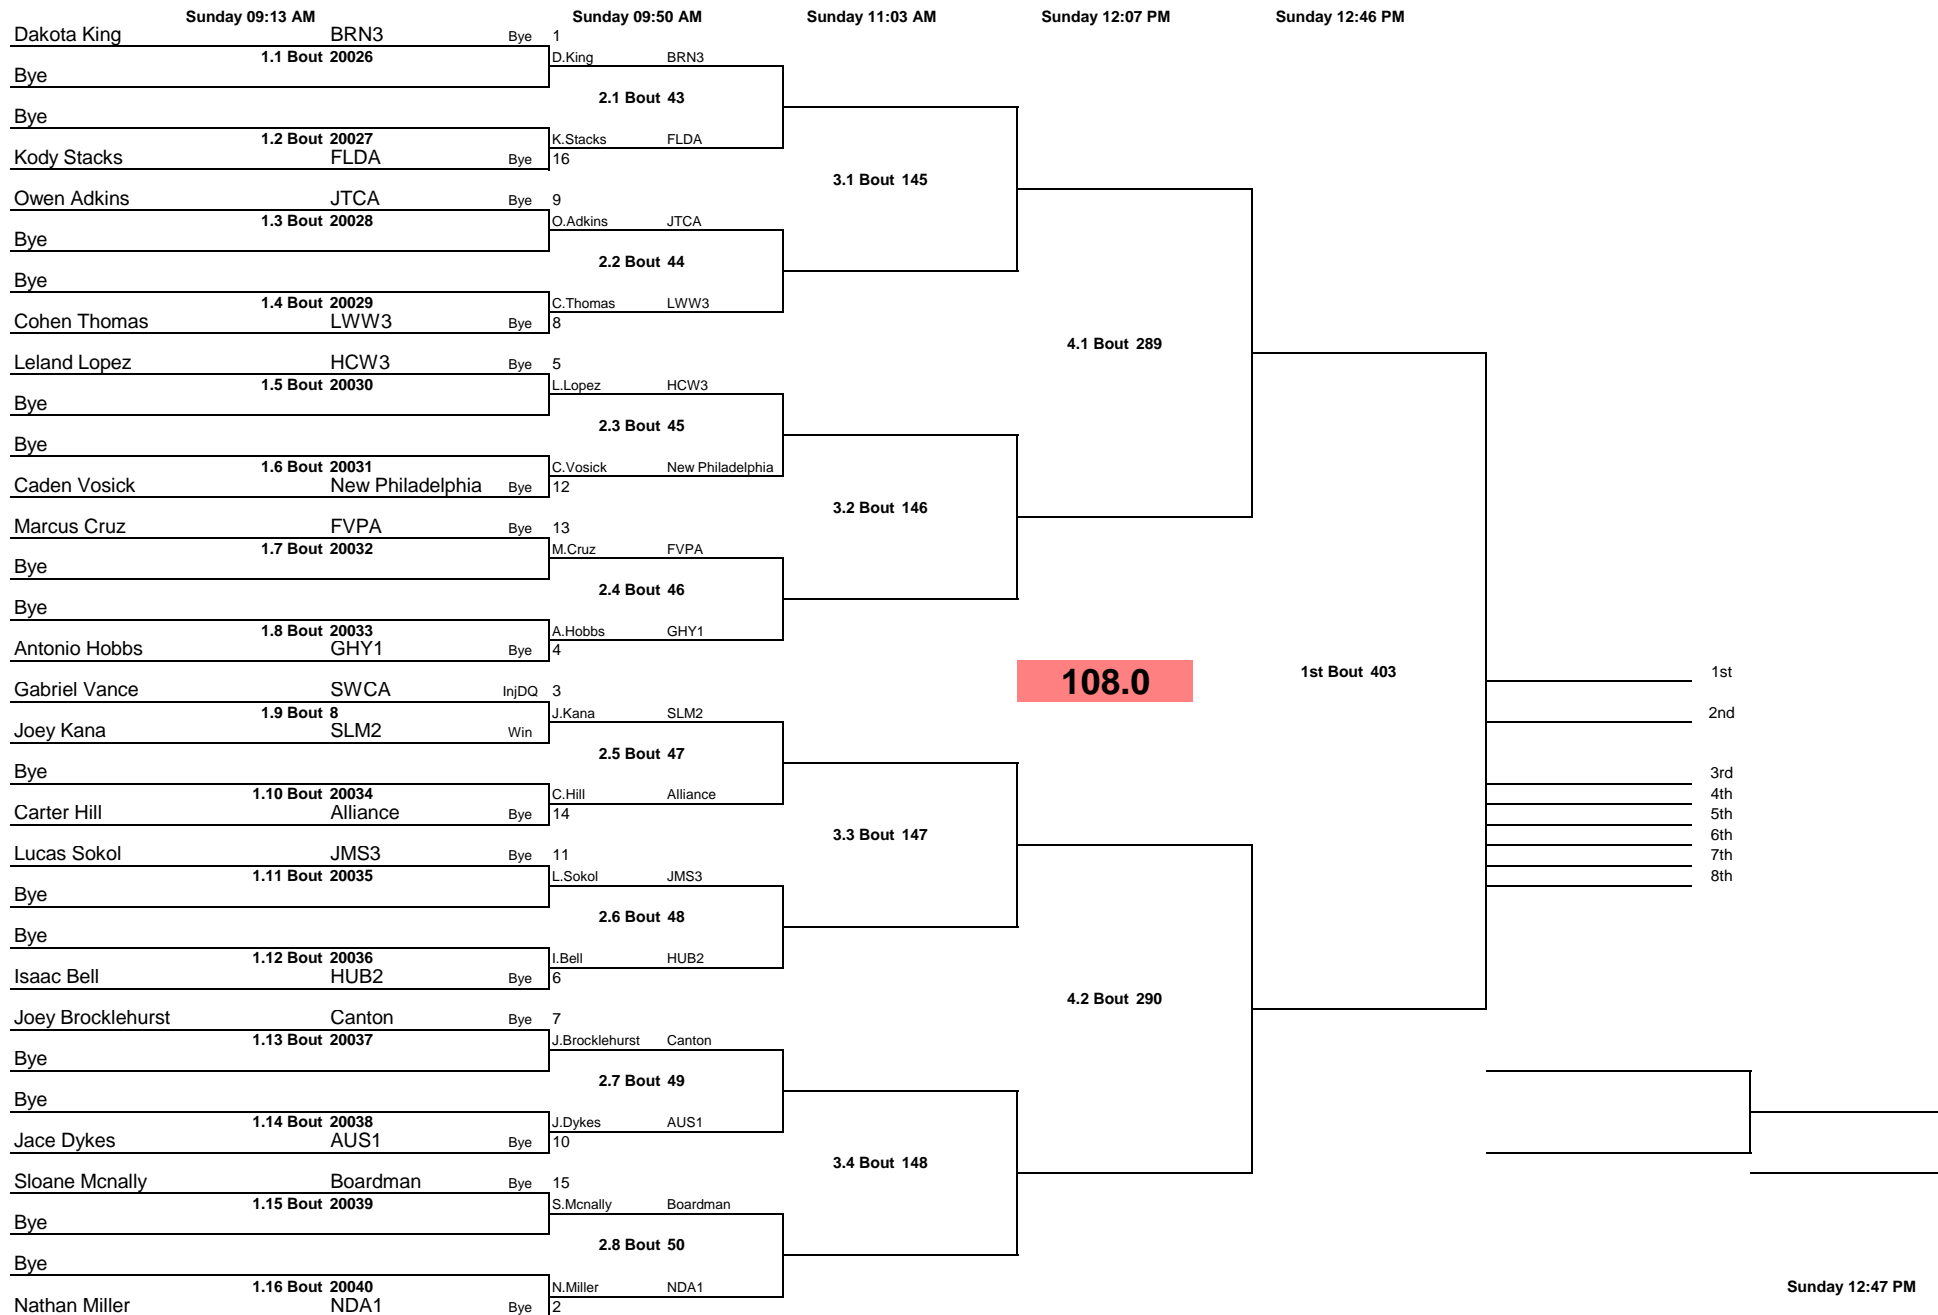 Sunday 09:13 AM Sunday 09:50 AM Sunday 11:03 AM Sunday 12:07 PM Sunday 12:46 PM
Dakota King BRN3 Bye 1
1.1 Bout 20026 D.King BRN3
Bye
2.1 Bout 43
Bye
1.2 Bout 20027 K.Stacks FLDA
Kody Stacks FLDA Bye 16
3.1 Bout 145
Owen Adkins JTCA Bye 9
1.3 Bout 20028 O.Adkins JTCA
Bye
2.2 Bout 44
Bye
1.4 Bout 20029 C.Thomas LWW3
Cohen Thomas LWW3 Bye 8
4.1 Bout 289
Leland Lopez HCW3 Bye 5
1.5 Bout 20030 L.Lopez HCW3
Bye
2.3 Bout 45
Bye
1.6 Bout 20031 C.Vosick New Philadelphia
Caden Vosick New Philadelphia Bye 12
3.2 Bout 146
Marcus Cruz FVPA Bye 13
1.7 Bout 20032 M.Cruz FVPA
Bye
2.4 Bout 46
Bye
1.8 Bout 20033 A.Hobbs GHY1
Antonio Hobbs GHY1 Bye 4
108.0 1st Bout 403 1st
Gabriel Vance SWCA InjDQ 3
1.9 Bout 8 J.Kana SLM2 2nd
Joey Kana SLM2 Win
2.5 Bout 47
Bye 3rd
1.10 Bout 20034 C.Hill Alliance 4th
Carter Hill Alliance Bye 14 5th
3.3 Bout 147 6th
Lucas Sokol JMS3 Bye 11 7th
1.11 Bout 20035 L.Sokol JMS3 8th
Bye
2.6 Bout 48
Bye
1.12 Bout 20036 I.Bell HUB2
Isaac Bell HUB2 Bye 6
4.2 Bout 290
Joey Brocklehurst Canton Bye 7
1.13 Bout 20037 J.Brocklehurst Canton
Bye
2.7 Bout 49
Bye
1.14 Bout 20038 J.Dykes AUS1
Jace Dykes AUS1 Bye 10
3.4 Bout 148
Sloane Mcnally Boardman Bye 15
1.15 Bout 20039 S.Mcnally Boardman
Bye
2.8 Bout 50
Bye
1.16 Bout 20040 N.Miller NDA1 Sunday 12:47 PM
Nathan Miller NDA1 Bye 2